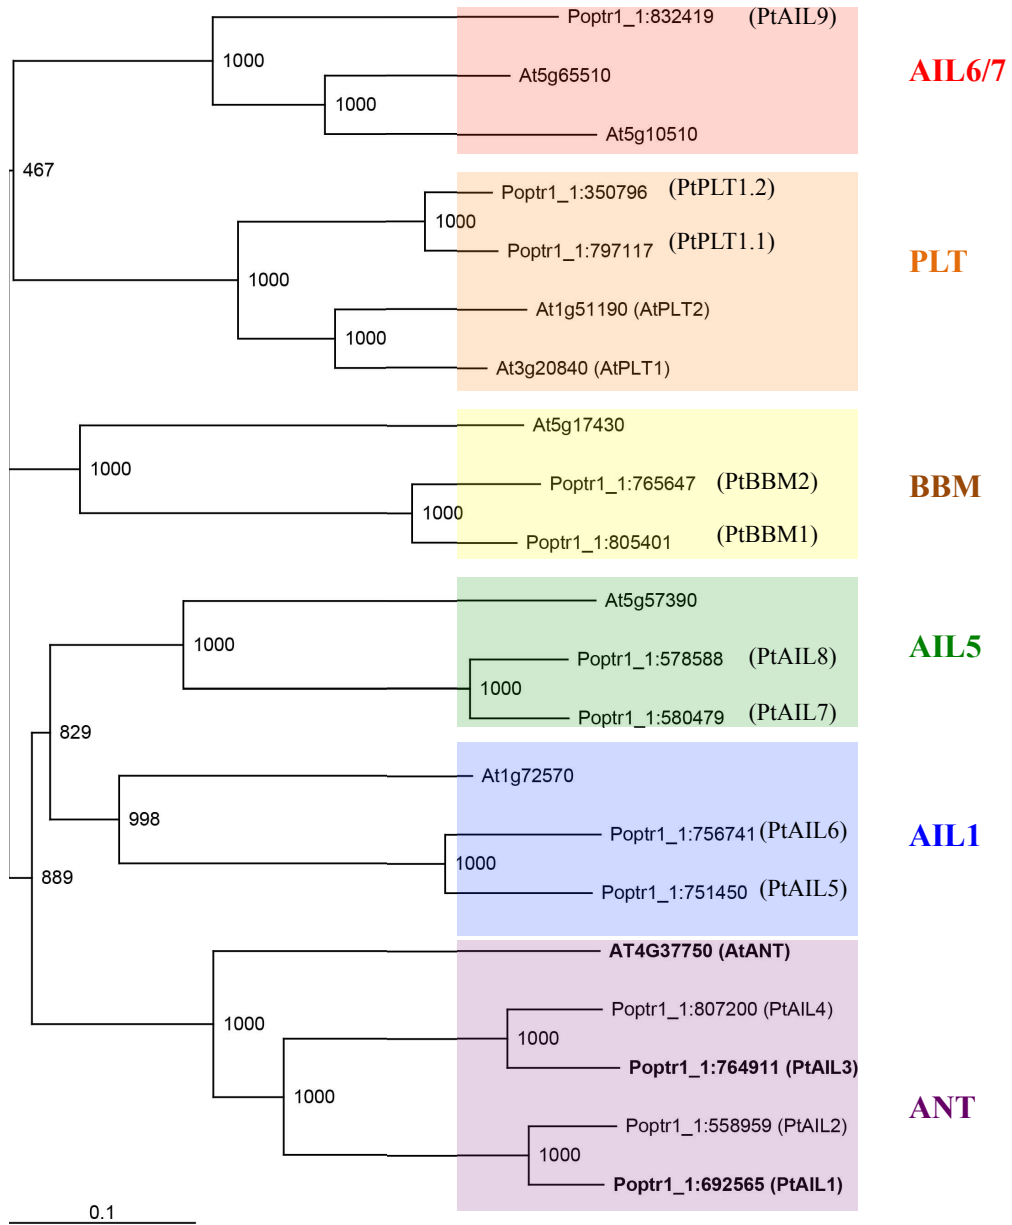 Poptr1_1:832419 (PtAIL9)
1000
At5g65510
AIL6/7
1000
At5g10510
467
Poptr1_1:350796 (PtPLT1.2)
1000
Poptr1_1:797117 (PtPLT1.1)
PLT
1000
At1g51190 (AtPLT2)
1000
At3g20840 (AtPLT1)
At5g17430
1000
Poptr1_1:765647 (PtBBM2)
BBM
1000
Poptr1_1:805401 (PtBBM1)
At5g57390
1000
AIL5
Poptr1_1:578588 (PtAIL8)
1000
Poptr1_1:580479 (PtAIL7)
829
At1g72570
998
Poptr1_1:756741 (PtAIL6)
AIL1
1000
889
Poptr1_1:751450 (PtAIL5)
AT4G37750 (AtANT)
Poptr1_1:807200 (PtAIL4)
1000
1000
Poptr1_1:764911 (PtAIL3)
1000
ANT
Poptr1_1:558959 (PtAIL2)
1000
Poptr1_1:692565 (PtAIL1)
0.1